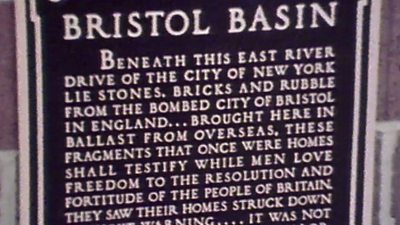 BRISTOL BASIN
BENEATH THIS EAST RIVER
DRIVE OF THE CITY OF NEW YORK
LIE STONES, BRICKS AND RUBBLE
FROM THE BOMBED CITY OF BRISTOL
IN ENGLAND... BROUGHT HERE IN
BALLAST FROM OVERSEAS, THESE
FRAGMENTS THAT ONCE WERE HOMES
SHALL TESTIFY WHILE MEN LOVE
FREEDOM TO THE RESOLUTION AND
FORTITUDE OF THE PEOPLE OF BRITAIN.
THEY SAW THEIR HOMES STRUCK DOWN
WARNING.... IT WAS NOT